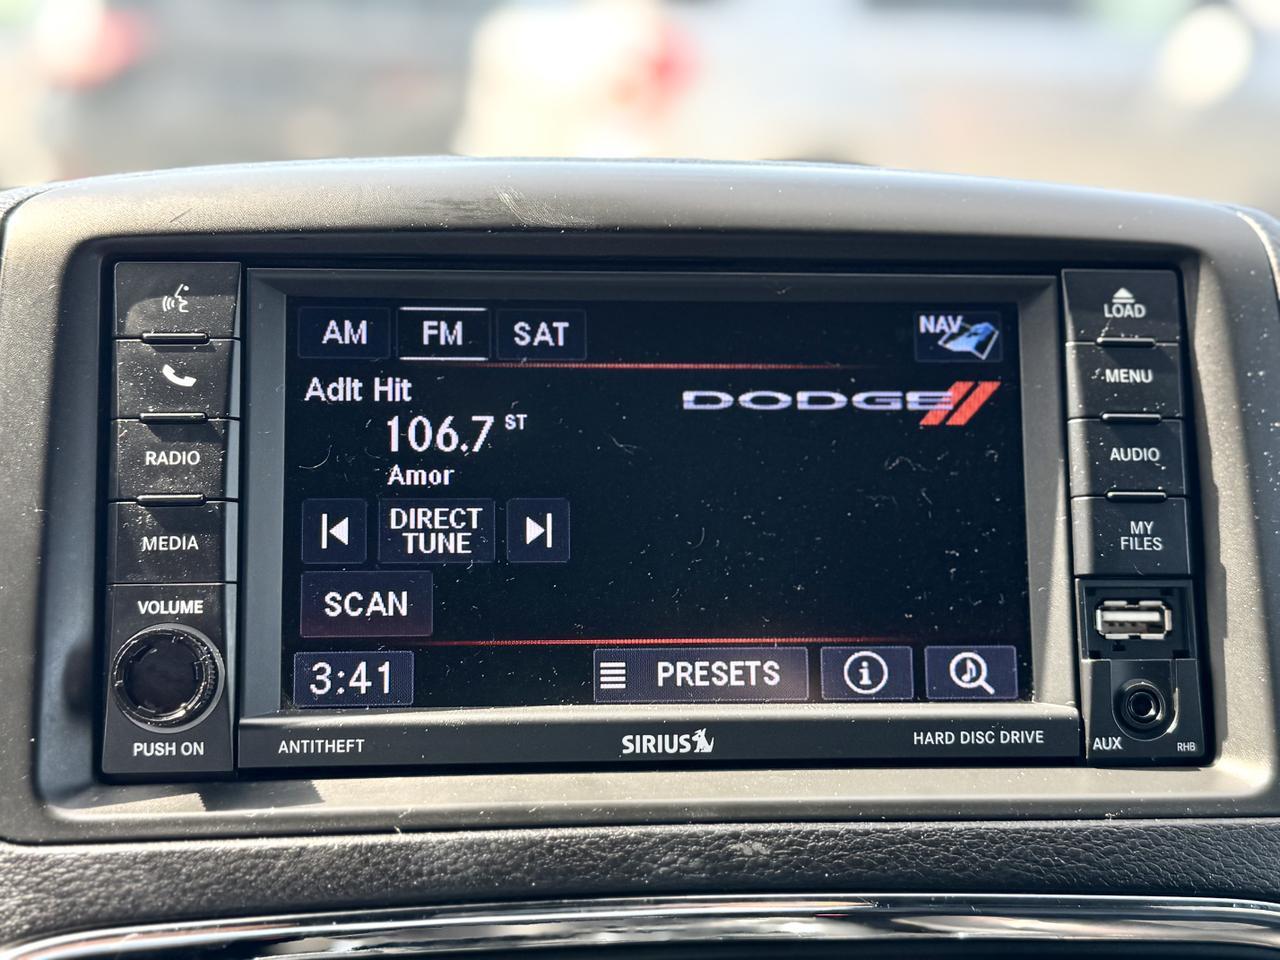 AM
FM
SAT
NAV
Adlt Hit
DODGE
106.7 ST
Amor
DIRECT
TUNE
SCAN
3:41
PRESETS
RADIO
MEDIA
VOLUME
PUSH ON
LOAD
MENU
AUDIO
MY
FILES
AUX
RHB
ANTITHEFT
SIRIUS
HARD DISC DRIVE